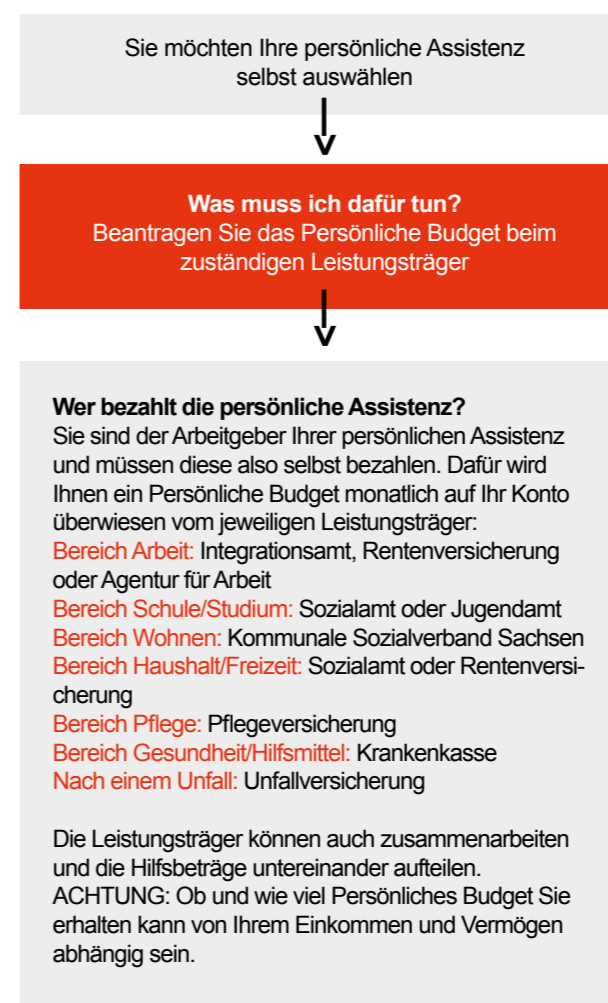 Sie möchten Ihre persönliche Assistenz
selbst auswählen
Was muss ich dafür tun?
Beantragen Sie das Persönliche Budget beim
zuständigen Leistungsträger
Wer bezahlt die persönliche Assistenz?
Sie sind der Arbeitgeber Ihrer persönlichen Assistenz
und müssen diese also selbst bezahlen. Dafür wird
Ihnen ein Persönliche Budget monatlich auf Ihr Konto
überwiesen vom jeweiligen Leistungsträger:
Bereich Arbeit: Integrationsamt, Rentenversicherung
oder Agentur für Arbeit
Bereich Schule/Studium: Sozialamt oder Jugendamt
Bereich Wohnen: Kommunale Sozialverband Sachsen
Bereich Haushalt/Freizeit: Sozialamt oder Rentenversi-
cherung
Bereich Pflege: Pflegeversicherung
Bereich Gesundheit/Hilfsmittel: Krankenkasse
Nach einem Unfall: Unfallversicherung
Die Leistungsträger können auch zusammenarbeiten
und die Hilfsbeträge untereinander aufteilen.
ACHTUNG: Ob und wie viel Persönliches Budget Sie
erhalten kann von Ihrem Einkommen und Vermögen
abhängig sein.